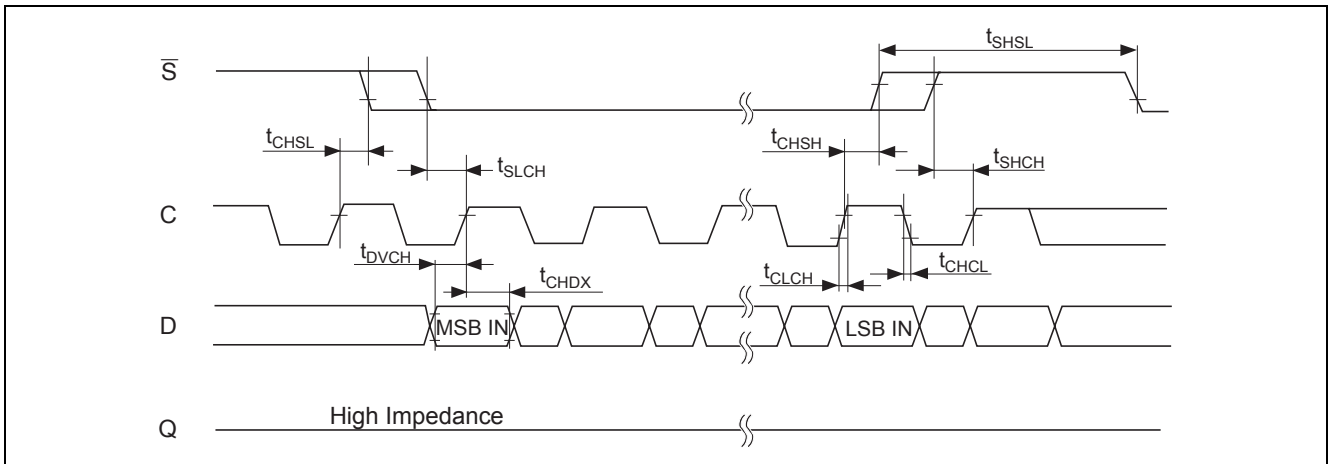 tSHSL
S̅
tCHSL
tSLCH
tCHSH
tSHCH
C
tDVCH
tCHDX
tCLCH
tCHCL
D
MSB IN
LSB IN
High Impedance
Q